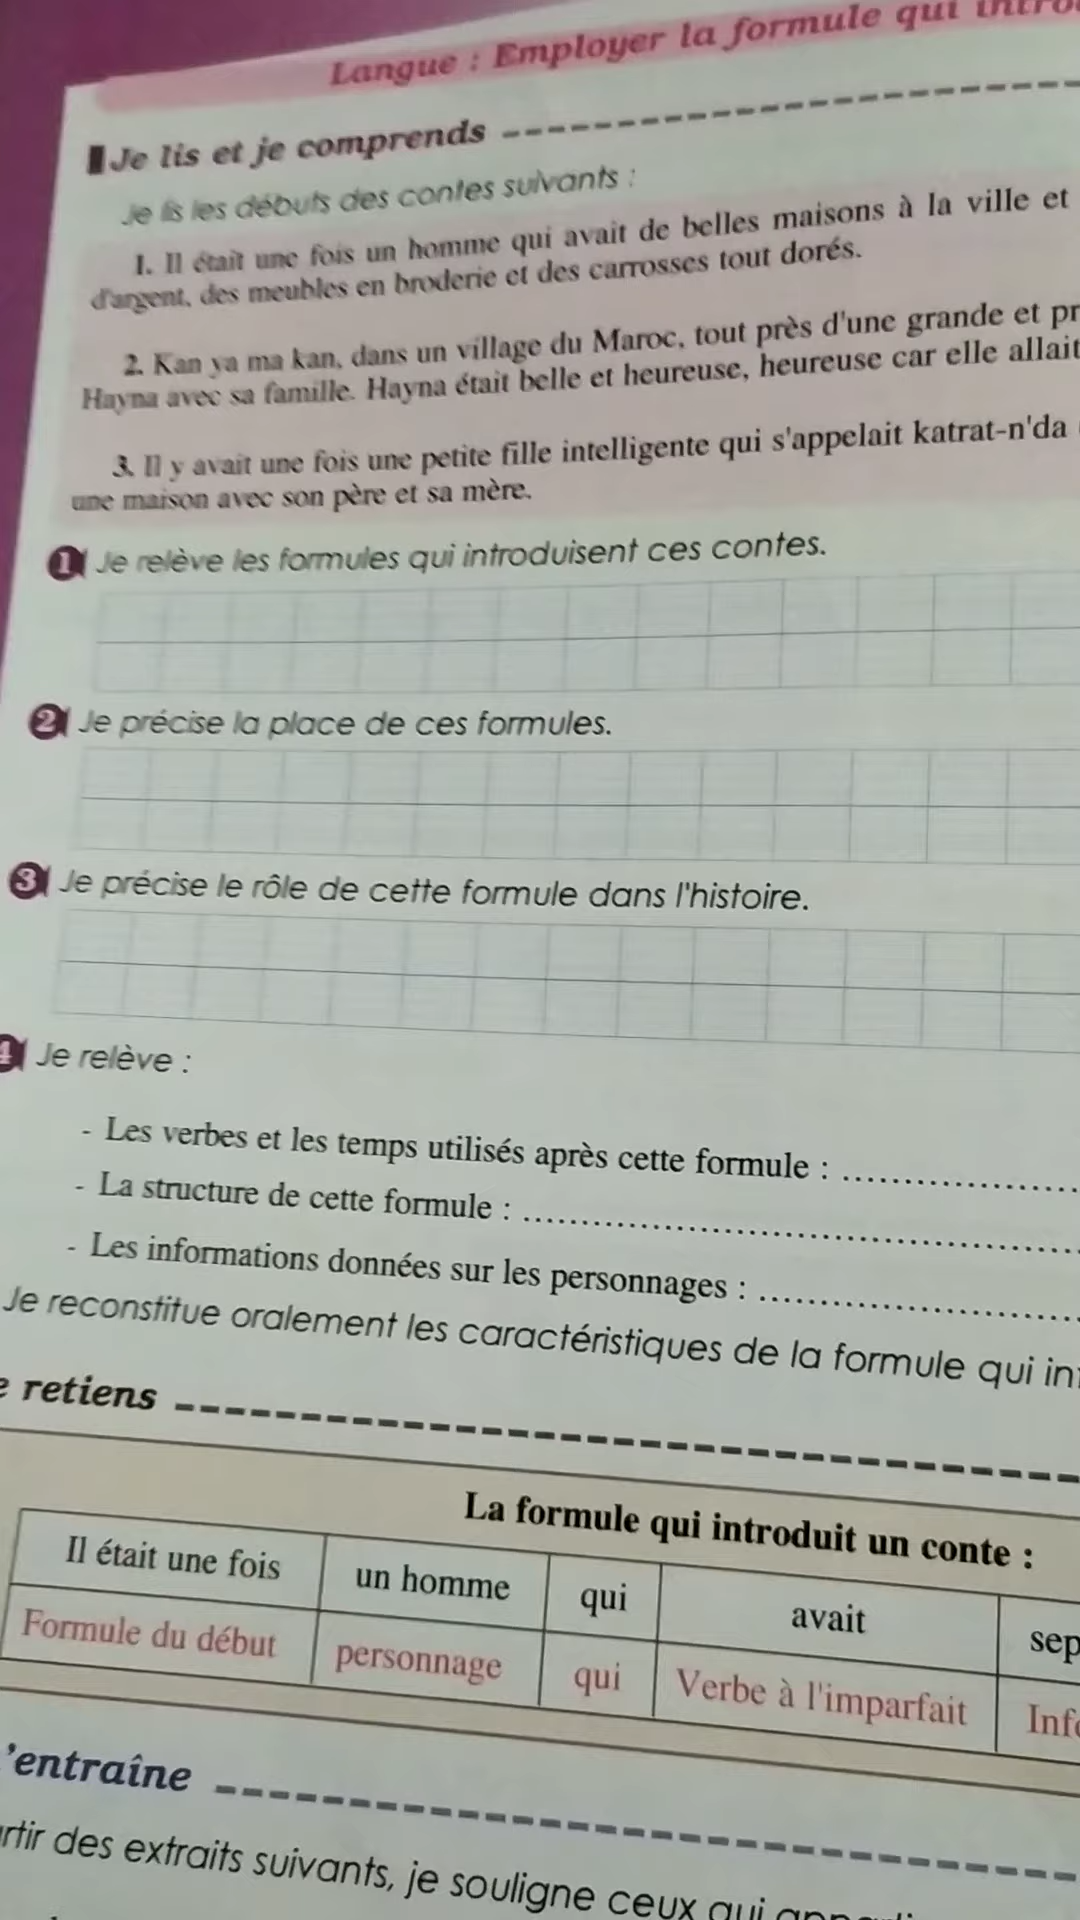 Langue : Employer la formule qui
Je lis et je comprends
Je lis les débuts des contes suivants :
1. Il était une fois un homme qui avait de belles maisons à la ville et
d'argent, des meubles en broderie et des carrosses tout dorés.
2. Kan ya ma kan, dans un village du Maroc, tout près d'une grande et pr
Hayna avec sa famille. Hayna était belle et heureuse, heureuse car elle allait
3. Il y avait une fois une petite fille intelligente qui s'appelait katrat-n'da
une maison avec son père et sa mère.
1 Je relève les formules qui introduisent ces contes.
2 Je précise la place de ces formules.
3 Je précise le rôle de cette formule dans l'histoire.
4 Je relève :
- Les verbes et les temps utilisés après cette formule : ....................
- La structure de cette formule : ........................................
- Les informations données sur les personnages : .........................
Je reconstitue oralement les caractéristiques de la formule qui in
e retiens
La formule qui introduit un conte :
Il était une fois un homme qui avait sep
Formule du début personnage qui Verbe à l'imparfait Inf
'entraîne
rtir des extraits suivants, je souligne ceux qui